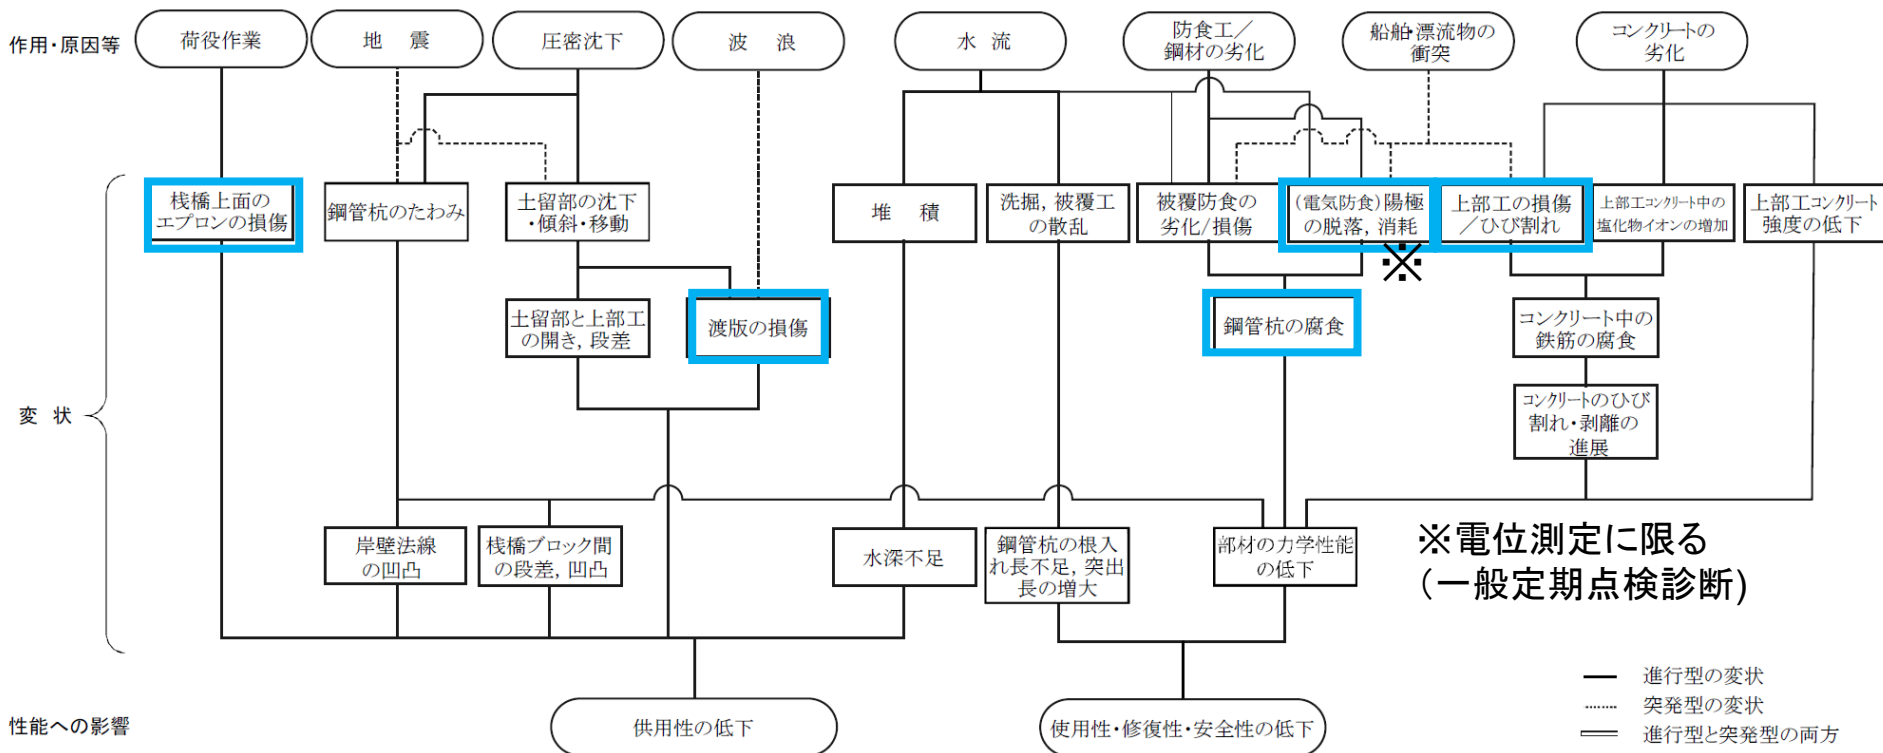 作用・原因等
荷役作業
地　震
圧密沈下
波　浪
水 流
防食工／
鋼材の劣化
船舶・漂流物の
衝突
コンクリートの
劣化
変　状
桟橋上面の
エプロンの損傷
鋼管杭のたわみ
土留部の沈下
・傾斜・移動
堆　積
洗掘，被覆工
の散乱
被覆防食の
劣化/損傷
（電気防食）陽極
の脱落，消耗
※
上部工の損傷
／ひび割れ
上部工コンクリート中の
塩化物イオンの増加
上部工コンクリート
強度の低下
土留部と上部工
の開き，段差
渡版の損傷
鋼管杭の腐食
コンクリート中の
鉄筋の腐食
コンクリートのひび
割れ・剥離の
進展
岸壁法線
の凹凸
桟橋ブロック間
の段差，凹凸
水深不足
鋼管杭の根入
れ長不足，突出
長の増大
部材の力学性能
の低下
※電位測定に限る
（一般定期点検診断)
性能への影響
供用性の低下
使用性・修復性・安全性の低下
進行型の変状
突発型の変状
進行型と突発型の両方